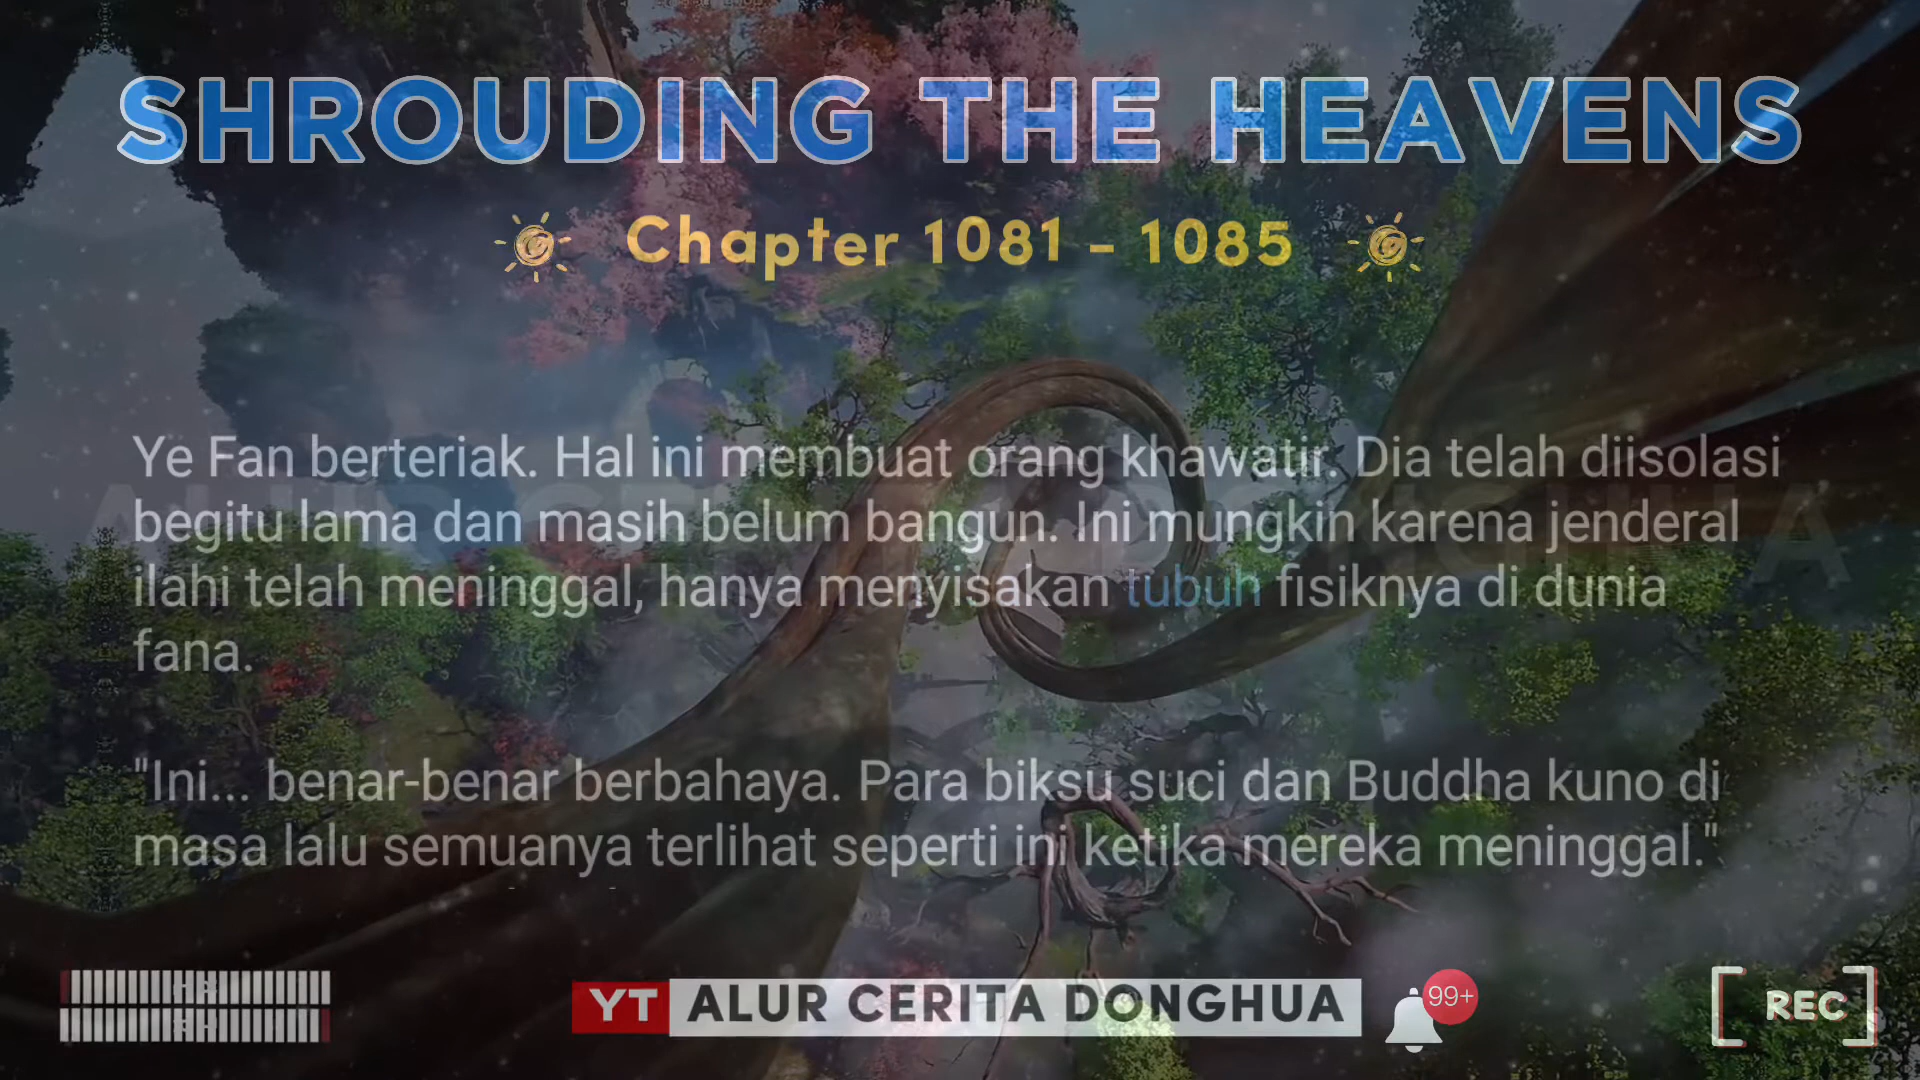 SHROUDING THE HEAVENS
Chapter 1081 - 1085
Ye Fan berteriak. Hal ini membuat orang khawatir. Dia telah diisolasi
begitu lama dan masih belum bangun. Ini mungkin karena jenderal
ilahi telah meninggal, hanya menyisakan tubuh fisiknya di dunia
fana.
"Ini... benar-benar berbahaya. Para biksu suci dan Buddha kuno di
masa lalu semuanya terlihat seperti ini ketika mereka meninggal."
YT ALUR CERITA DONGHUA
99+
REC